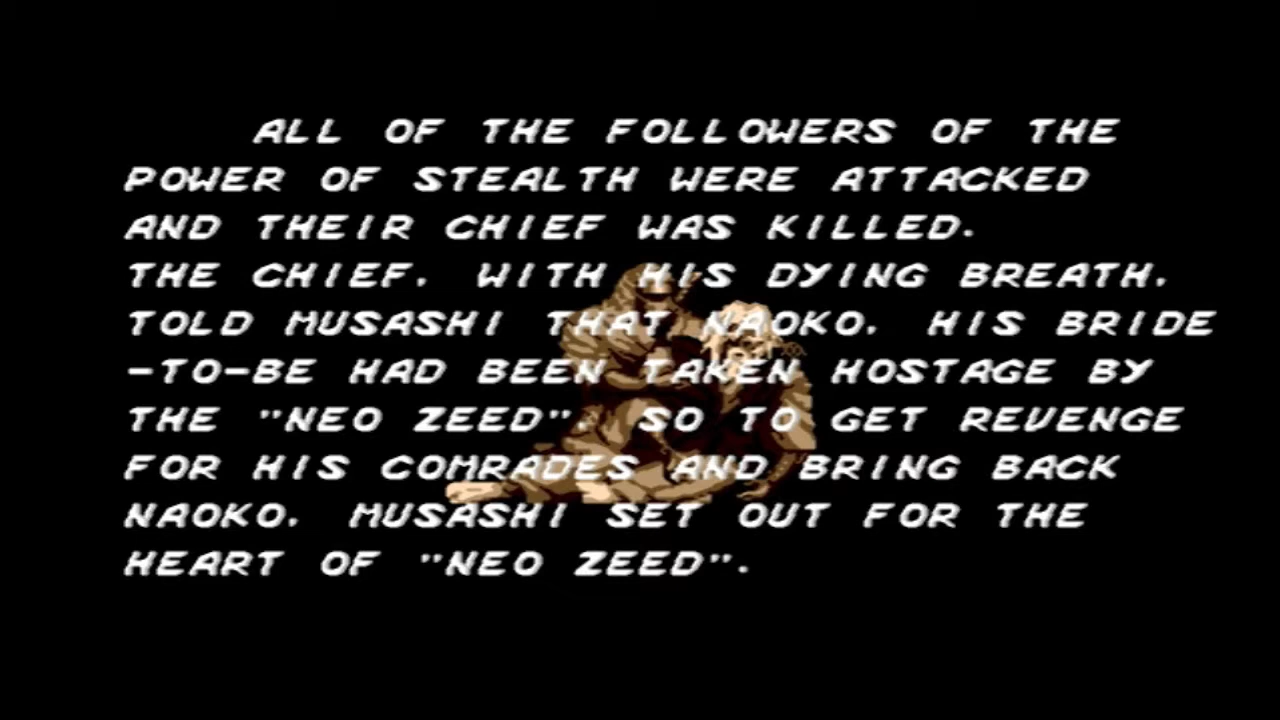 ALL OF THE FOLLOWERS OF THE
POWER OF STEALTH WERE ATTACKED
AND THEIR CHIEF WAS KILLED.
THE CHIEF, WITH HIS DYING BREATH,
TOLD MUSASHI THAT NAOKO, HIS BRIDE
-TO-BE HAD BEEN TAKEN HOSTAGE BY
THE "NEO ZEED". SO TO GET REVENGE
FOR HIS COMRADES AND BRING BACK
NAOKO, MUSASHI SET OUT FOR THE
HEART OF "NEO ZEED".